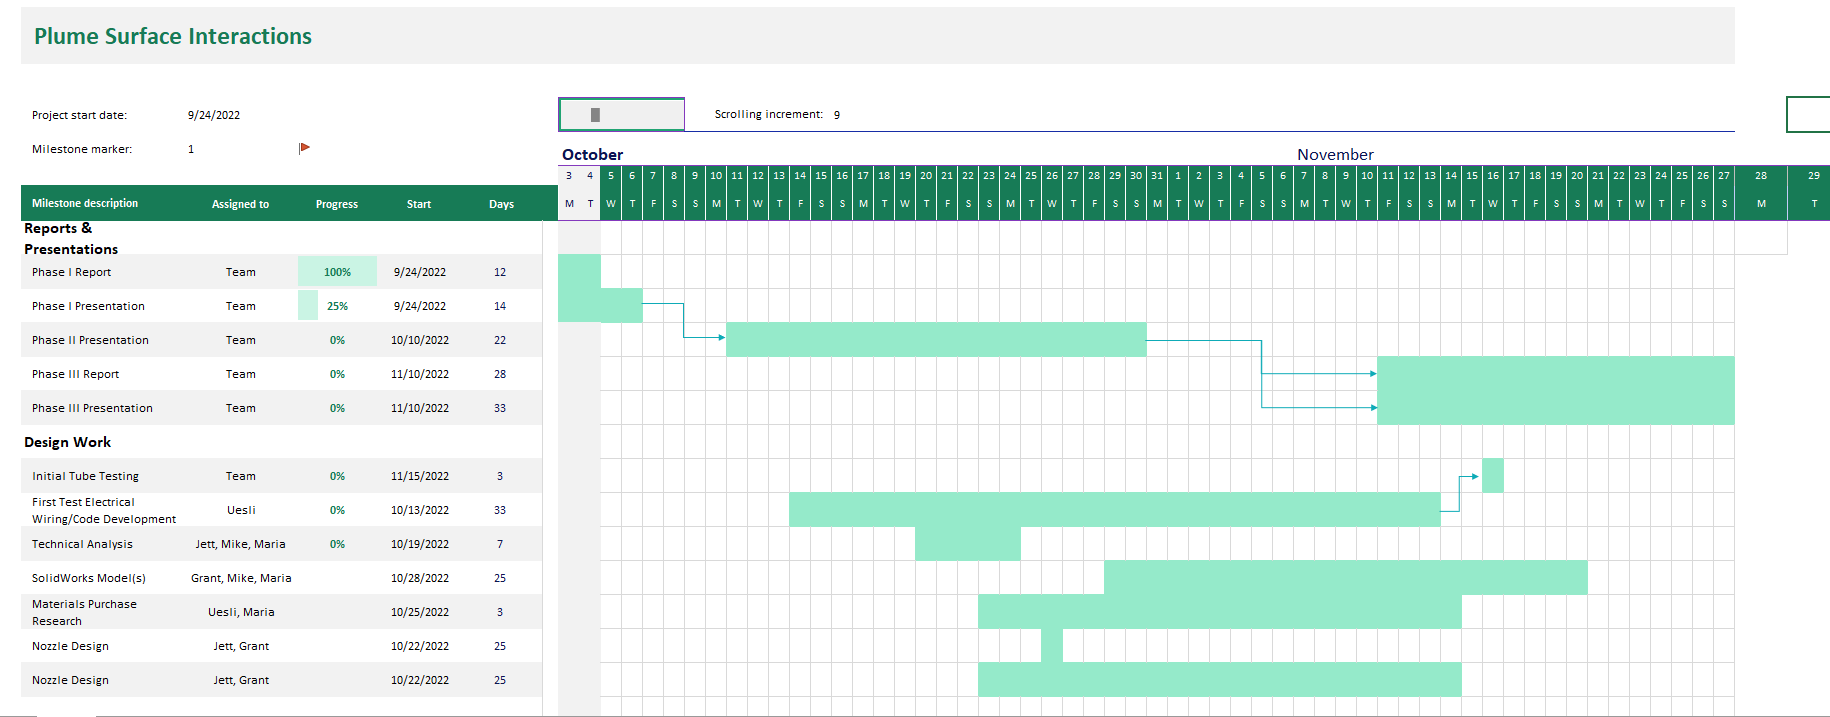 Plume Surface Interactions
Project start date: 9/24/2022 Scrolling increment: 9
Milestone marker: 1
October November
3 4 5 6 7 8 9 10 11 12 13 14 15 16 17 18 19 20 21 22 23 24 25 26 27 28 29 30 31 1 2 3 4 5 6 7 8 9 10 11 12 13 14 15 16 17 18 19 20 21 22 23 24 25 26 27 28 29
M T W T F S S M T W T F S S M T W T F S S M T W T F S S M T W T F S S M T W T F S S M T W T F S S M T W T F S S M T
Milestone description Assigned to Progress Start Days
Reports &
Presentations
Phase I Report Team 100% 9/24/2022 12
Phase I Presentation Team 25% 9/24/2022 14
Phase II Presentation Team 0% 10/10/2022 22
Phase III Report Team 0% 11/10/2022 28
Phase III Presentation Team 0% 11/10/2022 33
Design Work
Initial Tube Testing Team 0% 11/15/2022 3
First Test Electrical
Wiring/Code Development Uesli 0% 10/13/2022 33
Technical Analysis Jett, Mike, Maria 0% 10/19/2022 7
SolidWorks Model(s) Grant, Mike, Maria 10/28/2022 25
Materials Purchase
Research Uesli, Maria 10/25/2022 3
Nozzle Design Jett, Grant 10/22/2022 25
Nozzle Design Jett, Grant 10/22/2022 25